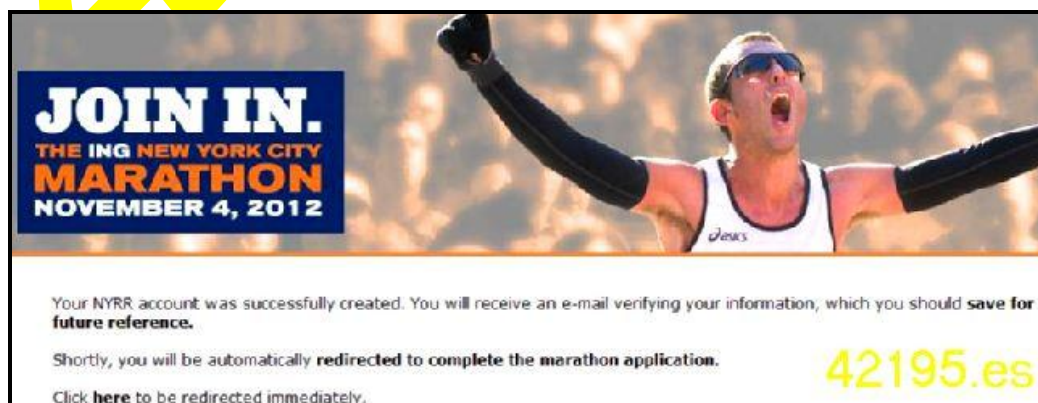 JOIN IN.
THE ING NEW YORK CITY
MARATHON
NOVEMBER 4, 2012
asics
Your NYRR account was successfully created. You will receive an e-mail verifying your information, which you should save for
future reference.
Shortly, you will be automatically redirected to complete the marathon application.
42195.es
Click here to be redirected immediately.